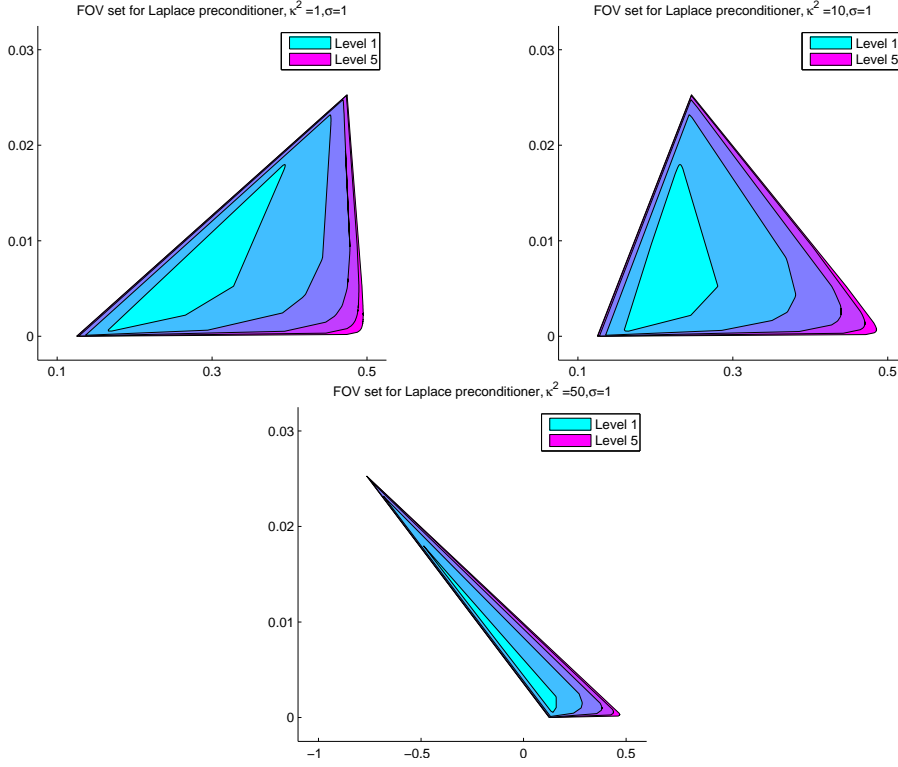 FOV set for Laplace preconditioner, κ² =1,σ=1
0.03
0.02
0.01
0
0.1
0.3
0.5
Level 1
Level 5
FOV set for Laplace preconditioner, κ² =10,σ=1
0.03
0.02
0.01
0
0.1
0.3
0.5
Level 1
Level 5
FOV set for Laplace preconditioner, κ² =50,σ=1
0.03
0.02
0.01
0
−1
−0.5
0
0.5
Level 1
Level 5